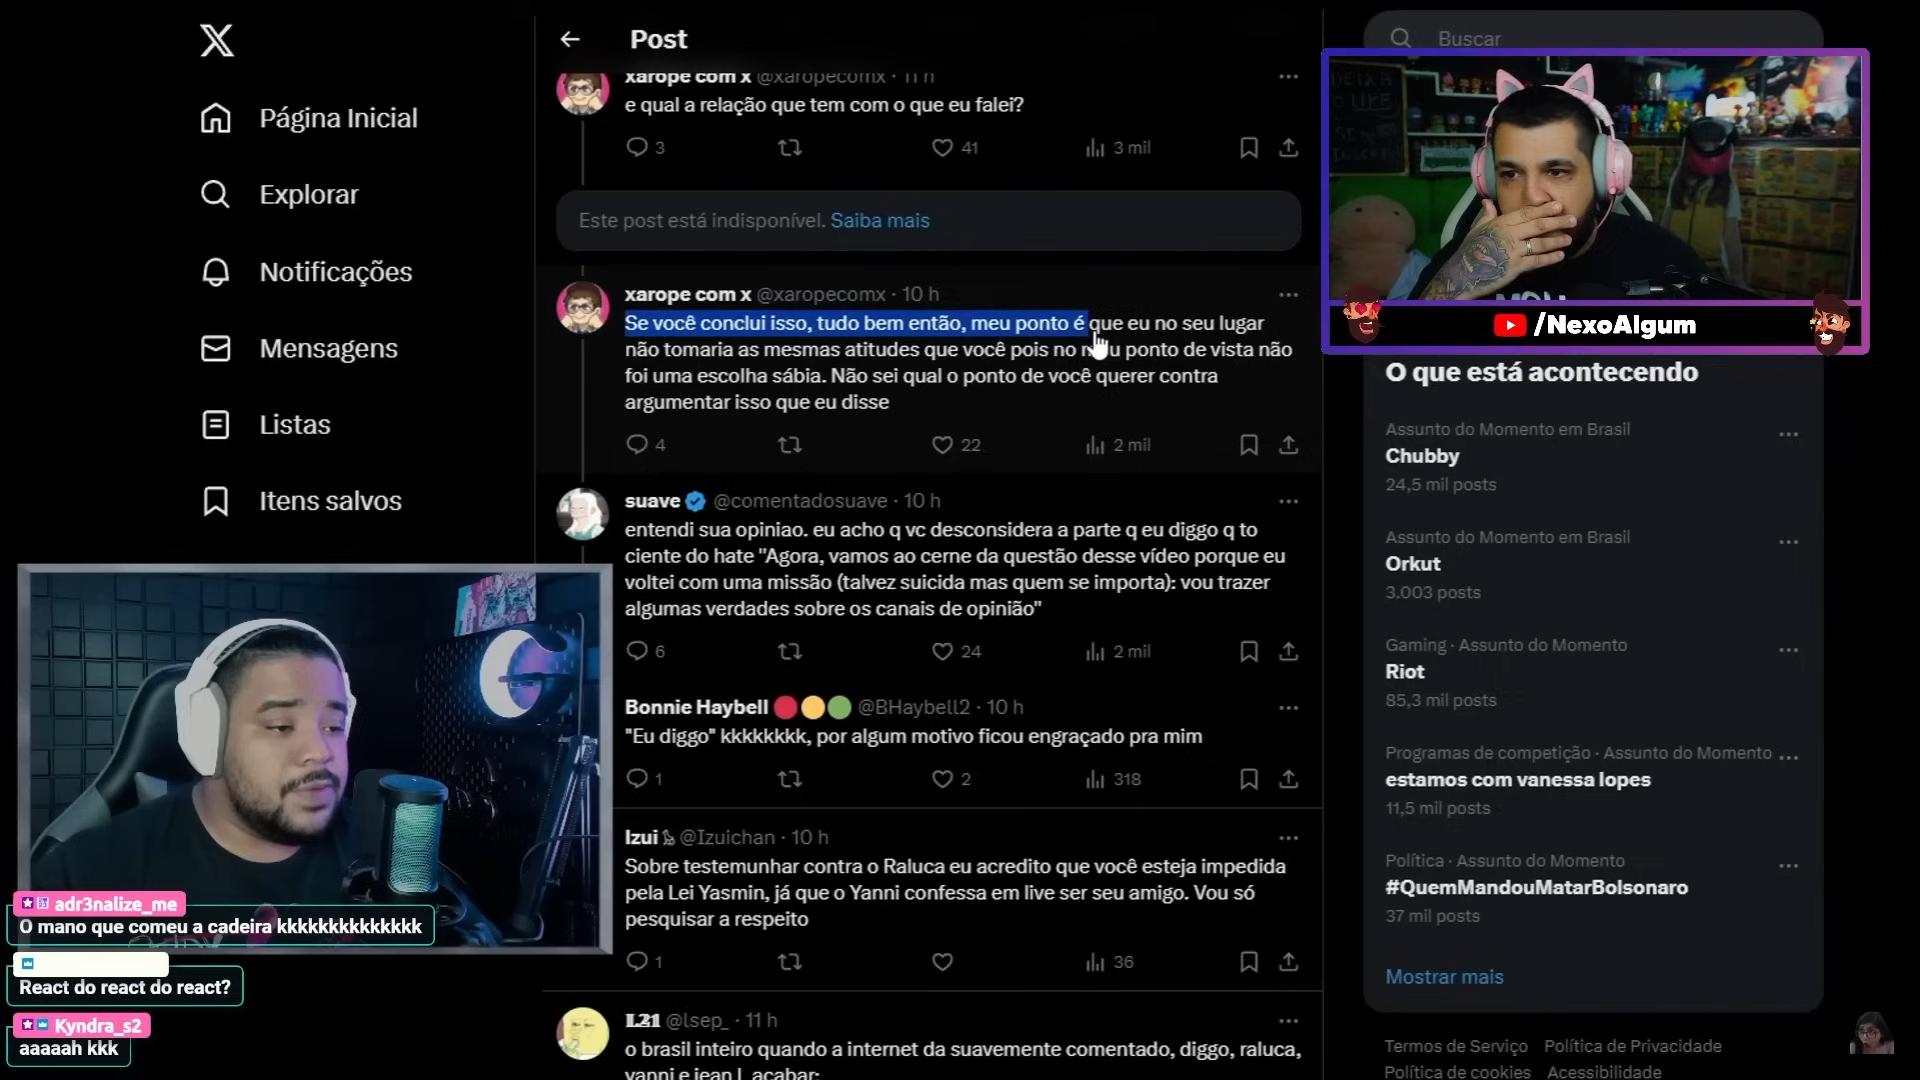 Página Inicial
Explorar
Notificações
Mensagens
Listas
Itens salvos
Post
xarope com x @xaropecomx · 11 h
e qual a relação que tem com o que eu falei?
3
41
3 mil
Este post está indisponível. Saiba mais
xarope com x @xaropecomx · 10 h
Se você conclui isso, tudo bem então, meu ponto é que eu no seu lugar
não tomaria as mesmas atitudes que você pois no meu ponto de vista não
foi uma escolha sábia. Não sei qual o ponto de você querer contra
argumentar isso que eu disse
4
22
2 mil
suave @comentadosuave · 10 h
entendi sua opiniao. eu acho q vc desconsidera a parte q eu diggo q to
ciente do hate "Agora, vamos ao cerne da questão desse vídeo porque eu
voltei com uma missão (talvez suicida mas quem se importa): vou trazer
algumas verdades sobre os canais de opinião"
6
24
2 mil
Bonnie Haybell @BHaybell2 · 10 h
"Eu diggo" kkkkkkkk, por algum motivo ficou engraçado pra mim
1
2
318
Izui @Izuichan · 10 h
Sobre testemunhar contra o Raluca eu acredito que você esteja impedida
pela Lei Yasmin, já que o Yanni confessa em live ser seu amigo. Vou só
pesquisar a respeito
1
36
L21 @lsep_ · 11 h
o brasil inteiro quando a internet da suavemente comentado, diggo, raluca,
yanni e jean l. acabar:
Buscar
DEIXA
O LIKE
/NexoAlgum
O que está acontecendo
Assunto do Momento em Brasil
Chubby
24,5 mil posts
Assunto do Momento em Brasil
Orkut
3.003 posts
Gaming · Assunto do Momento
Riot
85,3 mil posts
Programas de competição · Assunto do Momento
estamos com vanessa lopes
11,5 mil posts
Política · Assunto do Momento
#QuemMandouMatarBolsonaro
37 mil posts
Mostrar mais
Termos de Serviço Política de Privacidade
Política de cookies Acessibilidade
adr3nalize_me
O mano que comeu a cadeira kkkkkkkkkkkkkk
React do react do react?
Kyndra_s2
aaaaah kkk